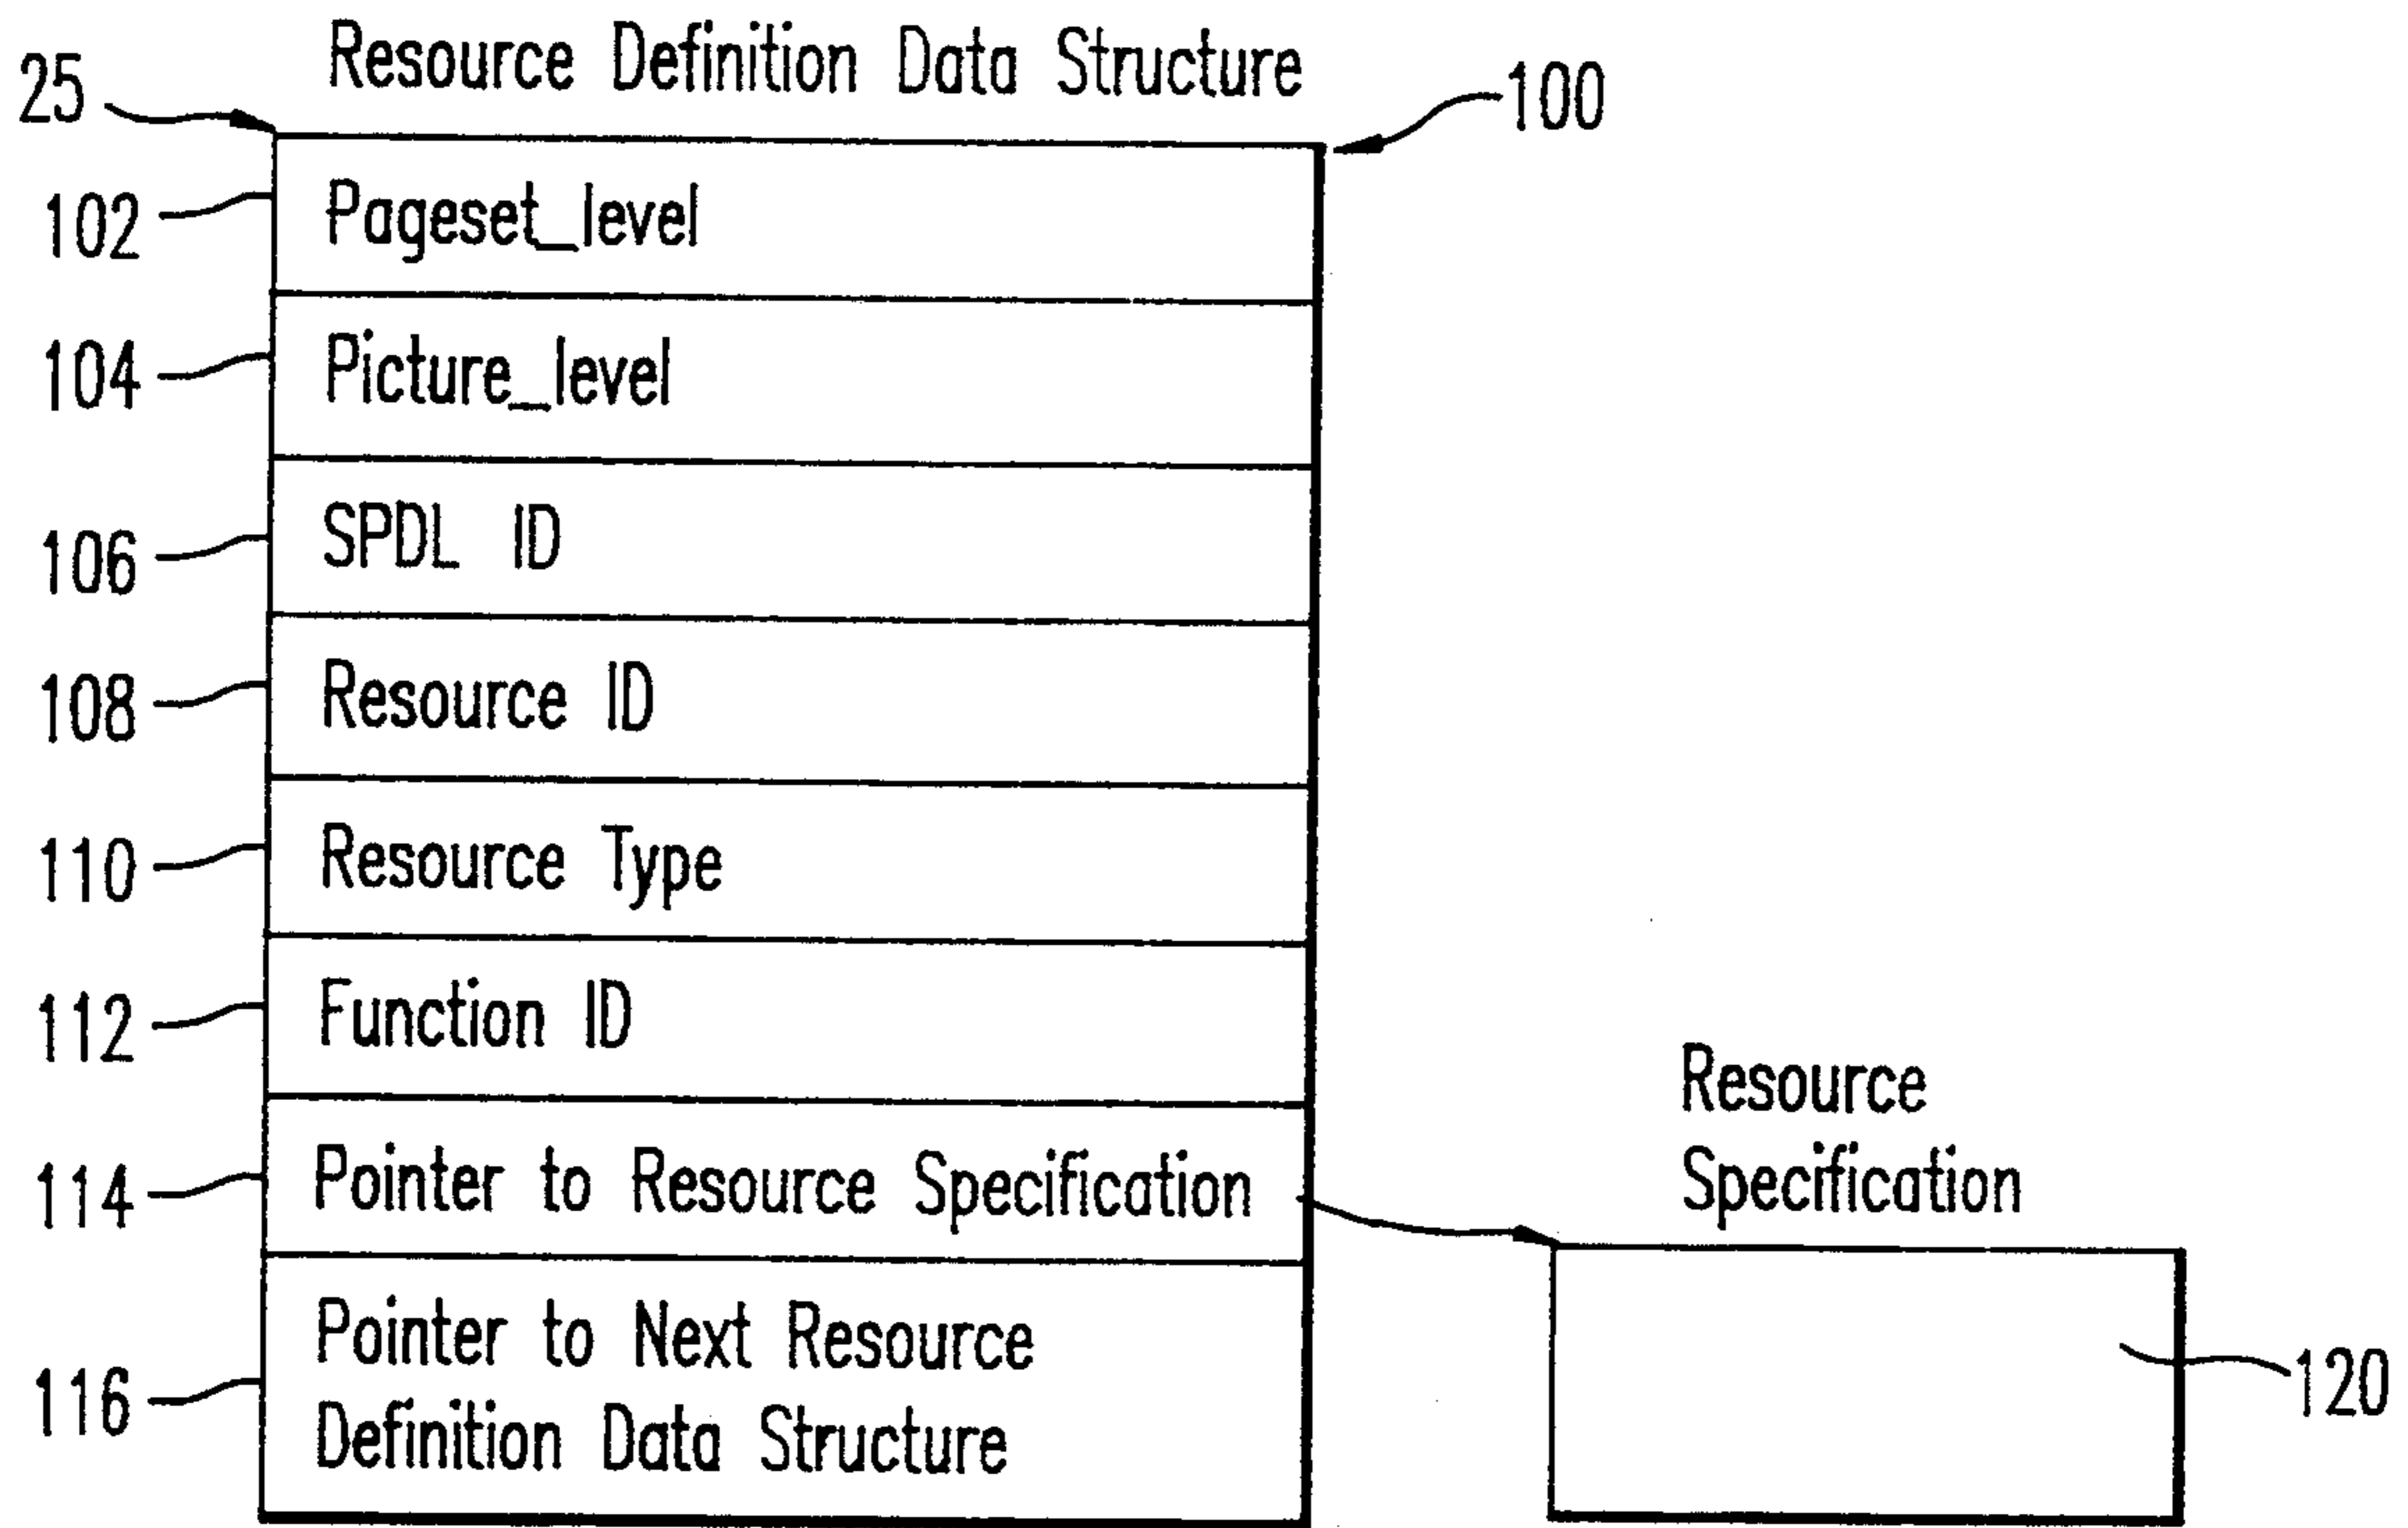 Resource Definition Data Structure
25
100
102
Pageset_level
104
Picture_level
106
SPDL ID
108
Resource ID
110
Resource Type
112
Function ID
114
Pointer to Resource Specification
116
Pointer to Next Resource
Definition Data Structure
Resource
Specification
120